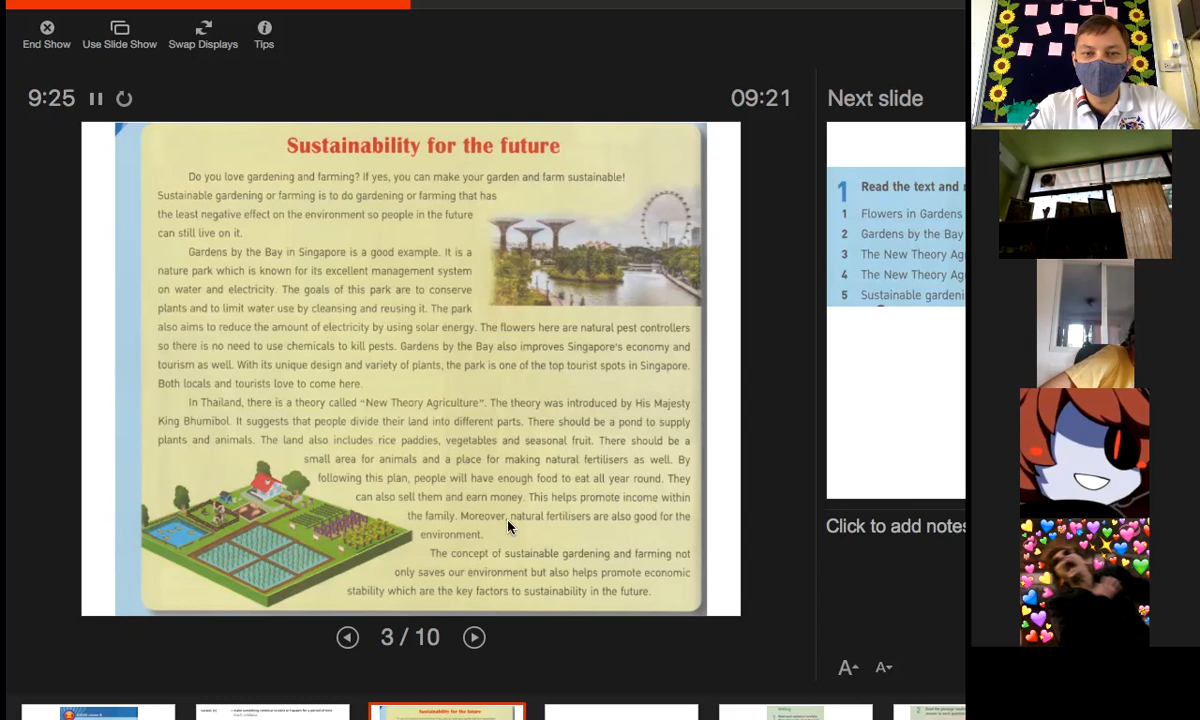 End Show
Use Slide Show
Swap Displays
Tips
9:25
09:21
Sustainability for the future
Do you love gardening and farming? If yes, you can make your garden and farm sustainable!
Sustainable gardening or farming is to do gardening or farming that has
the least negative effect on the environment so people in the future
can still live on it.
Gardens by the Bay in Singapore is a good example. It is a
nature park which is known for its excellent management system
on water and electricity. The goals of this park are to conserve
plants and to limit water use by cleansing and reusing it. The park
also aims to reduce the amount of electricity by using solar energy. The flowers here are natural pest controllers
so there is no need to use chemicals to kill pests. Gardens by the Bay also improves Singapore's economy and
tourism as well. With its unique design and variety of plants, the park is one of the top tourist spots in Singapore.
Both locals and tourists love to come here.
In Thailand, there is a theory called "New Theory Agriculture". The theory was introduced by His Majesty
King Bhumibol. It suggests that people divide their land into different parts. There should be a pond to supply
plants and animals. The land also includes rice paddies, vegetables and seasonal fruit. There should be a
small area for animals and a place for making natural fertilisers as well. By
following this plan, people will have enough food to eat all year round. They
can also sell them and earn money. This helps promote income within
the family. Moreover, natural fertilisers are also good for the
environment.
The concept of sustainable gardening and farming not
only saves our environment but also helps promote economic
stability which are the key factors to sustainability in the future.
3 / 10
Next slide
1 Read the text and
1 Flowers in Gardens
2 Gardens by the Bay
3 The New Theory Ag
4 The New Theory Ag
5 Sustainable gardeni
Click to add notes
A
A
Sustainability for the future
Writing